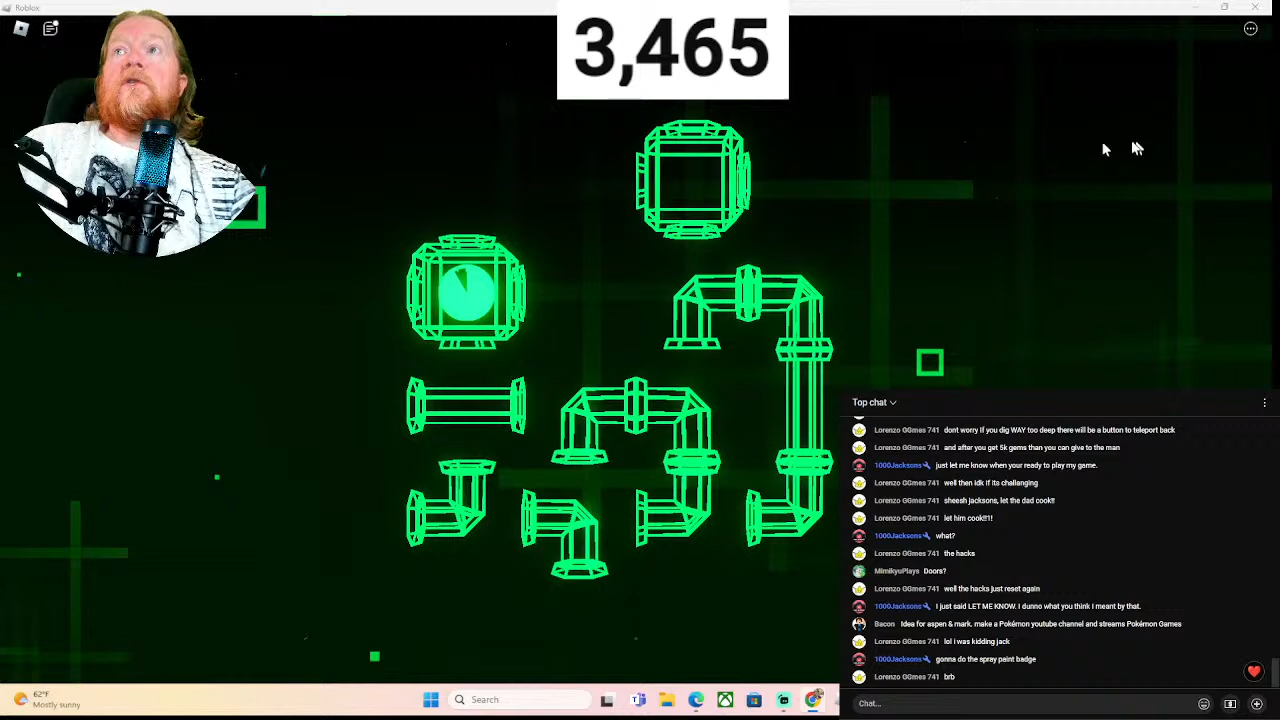 Roblox
3,465
Top chat
Lorenzo GGmes 741 dont worry If you dig WAY too deep there will be a button to teleport back
Lorenzo GGmes 741 and after you get 5k gems than you can give to the man
1000Jacksons just let me know when your ready to play my game.
Lorenzo GGmes 741 well then idk if its challanging
Lorenzo GGmes 741 sheesh jacksons, let the dad cook!!
Lorenzo GGmes 741 let him cook!!1!
1000Jacksons what?
Lorenzo GGmes 741 the hacks
MimikyuPlays Doors?
Lorenzo GGmes 741 well the hacks just reset again
1000Jacksons I just said LET ME KNOW. I dunno what you think I meant by that.
Bacon Idea for aspen & mark. make a Pokémon youtube channel and streams Pokémon Games
Lorenzo GGmes 741 lol i was kidding jack
1000Jacksons gonna do the spray paint badge
Lorenzo GGmes 741 brb
Chat...
62°F
Mostly sunny
Search